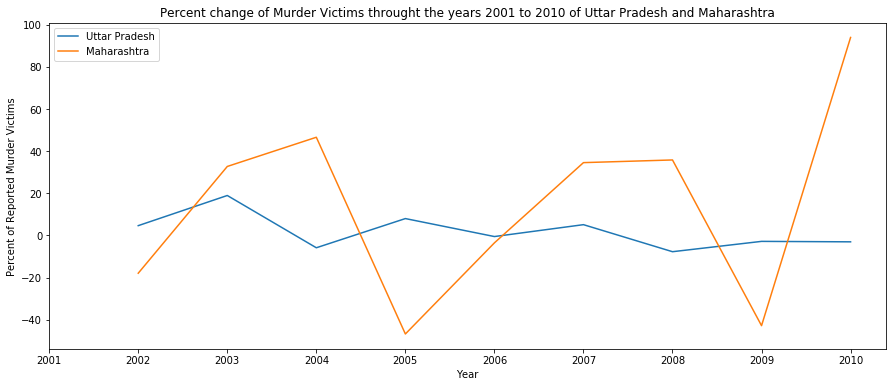 Percent change of Murder Victims throught the years 2001 to 2010 of Uttar Pradesh and Maharashtra
Uttar Pradesh
Maharashtra
Percent of Reported Murder Victims
100
80
60
40
20
0
−20
−40
2001 2002 2003 2004 2005 2006 2007 2008 2009 2010
Year